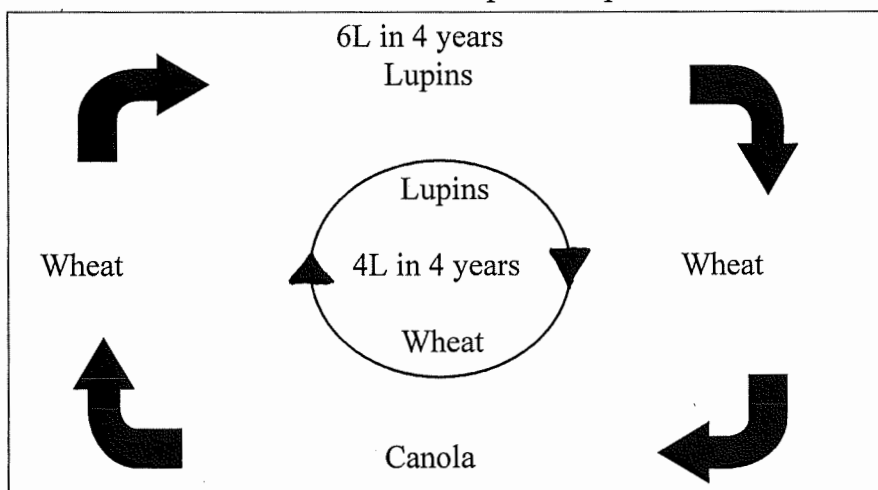 6L in 4 years
Lupins
Lupins
Wheat
4L in 4 years
Wheat
Wheat
Canola